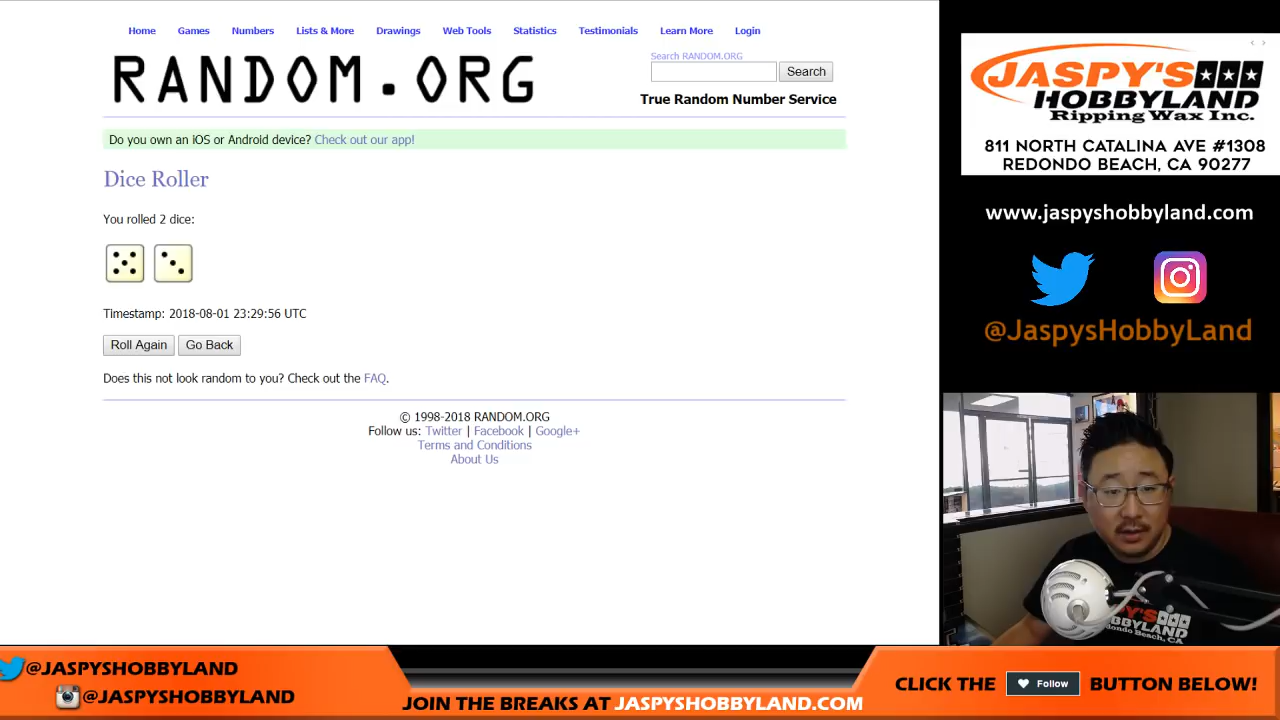 Home Games Numbers Lists & More Drawings Web Tools Statistics Testimonials Learn More Login
RANDOM.ORG
Search RANDOM.ORG
Search
True Random Number Service
Do you own an iOS or Android device? Check out our app!
Dice Roller
You rolled 2 dice:
Timestamp: 2018-08-01 23:29:56 UTC
Roll Again Go Back
Does this not look random to you? Check out the FAQ.
© 1998-2018 RANDOM.ORG
Follow us: Twitter | Facebook | Google+
Terms and Conditions
About Us
JASPY'S
HOBBYLAND
Ripping Wax Inc.
811 NORTH CATALINA AVE #1308
REDONDO BEACH, CA 90277
www.jaspyshobbyland.com
@JaspysHobbyLand
JASPY'S
HOBBYLAND
Redondo Beach, CA
@JASPYSHOBBYLAND
@JASPYSHOBBYLAND
JOIN THE BREAKS AT JASPYSHOBBYLAND.COM
CLICK THE Follow BUTTON BELOW!